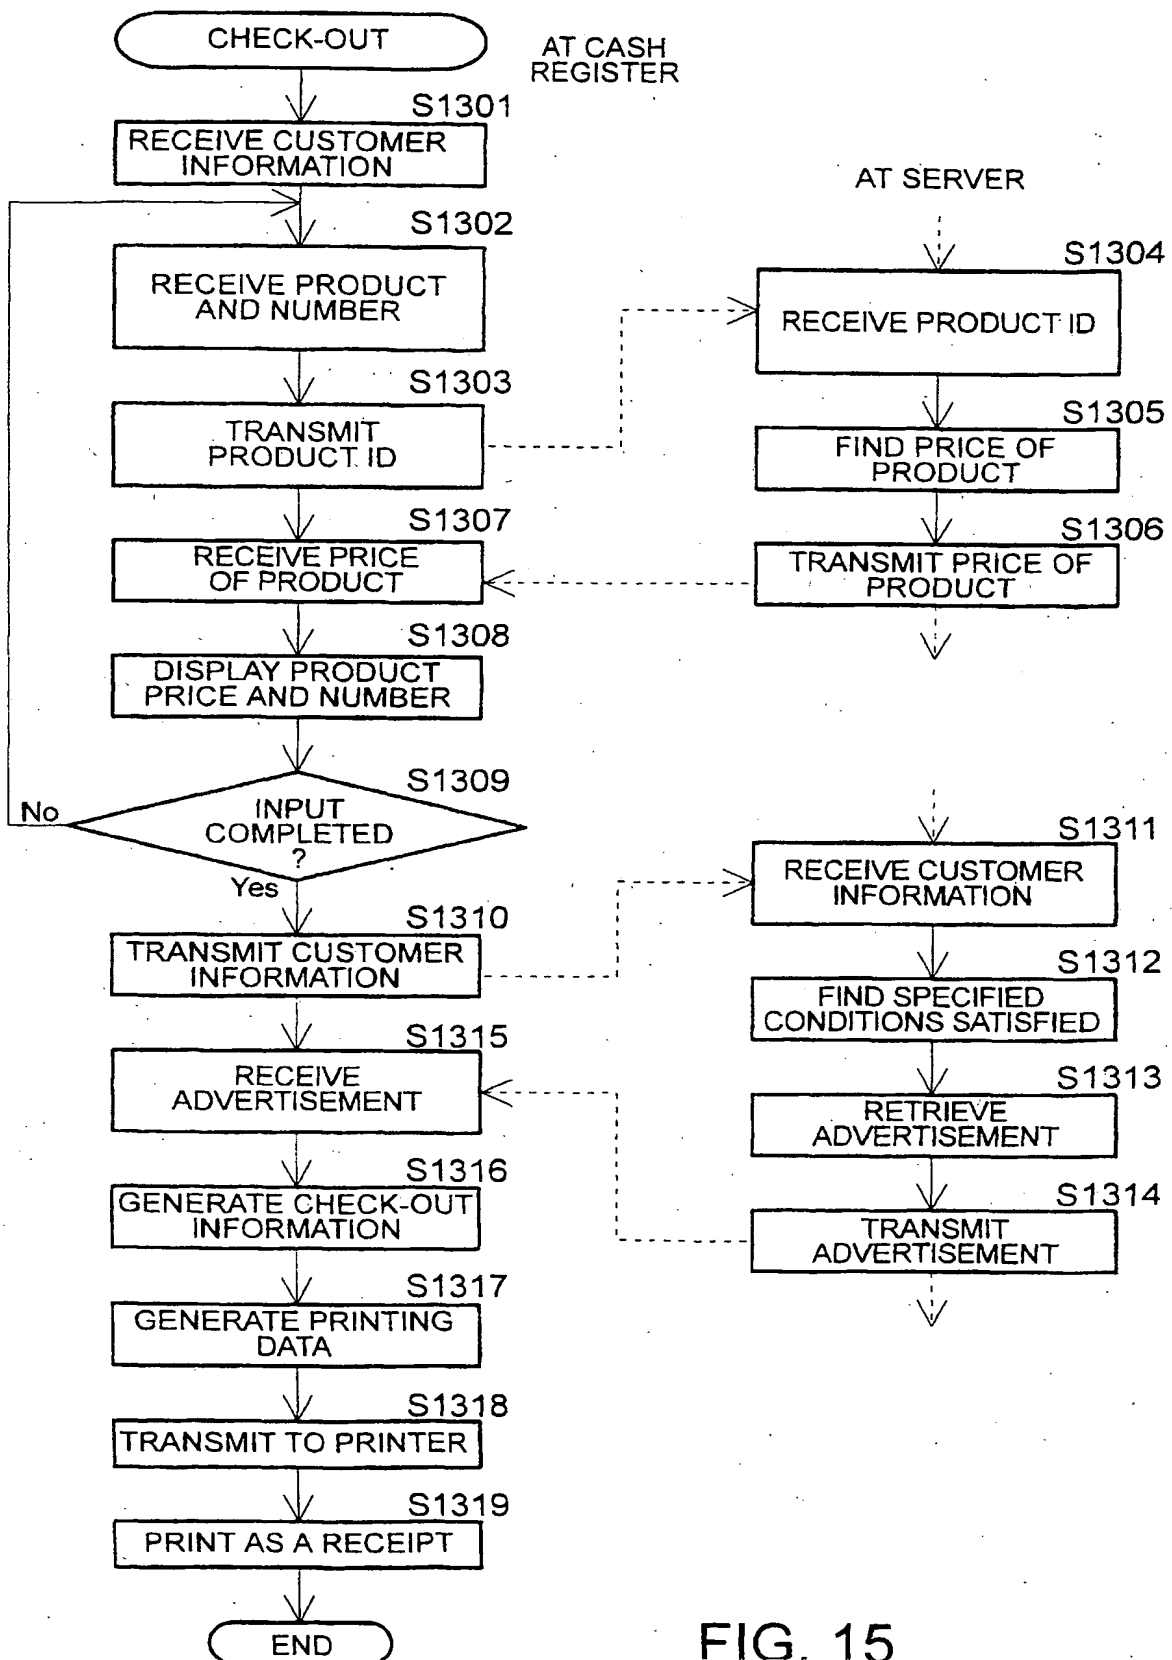 CHECK-OUT
AT CASH
REGISTER
S1301
RECEIVE CUSTOMER
INFORMATION
AT SERVER
S1302
RECEIVE PRODUCT
AND NUMBER
S1304
RECEIVE PRODUCT ID
S1303
TRANSMIT
PRODUCT ID
S1305
FIND PRICE OF
PRODUCT
S1307
RECEIVE PRICE
OF PRODUCT
S1306
TRANSMIT PRICE OF
PRODUCT
S1308
DISPLAY PRODUCT
PRICE AND NUMBER
S1309
INPUT
COMPLETED
?
No
Yes
S1311
RECEIVE CUSTOMER
INFORMATION
S1310
TRANSMIT CUSTOMER
INFORMATION
S1312
FIND SPECIFIED
CONDITIONS SATISFIED
S1315
RECEIVE
ADVERTISEMENT
S1313
RETRIEVE
ADVERTISEMENT
S1316
GENERATE CHECK-OUT
INFORMATION
S1314
TRANSMIT
ADVERTISEMENT
S1317
GENERATE PRINTING
DATA
S1318
TRANSMIT TO PRINTER
S1319
PRINT AS A RECEIPT
END
FIG. 15